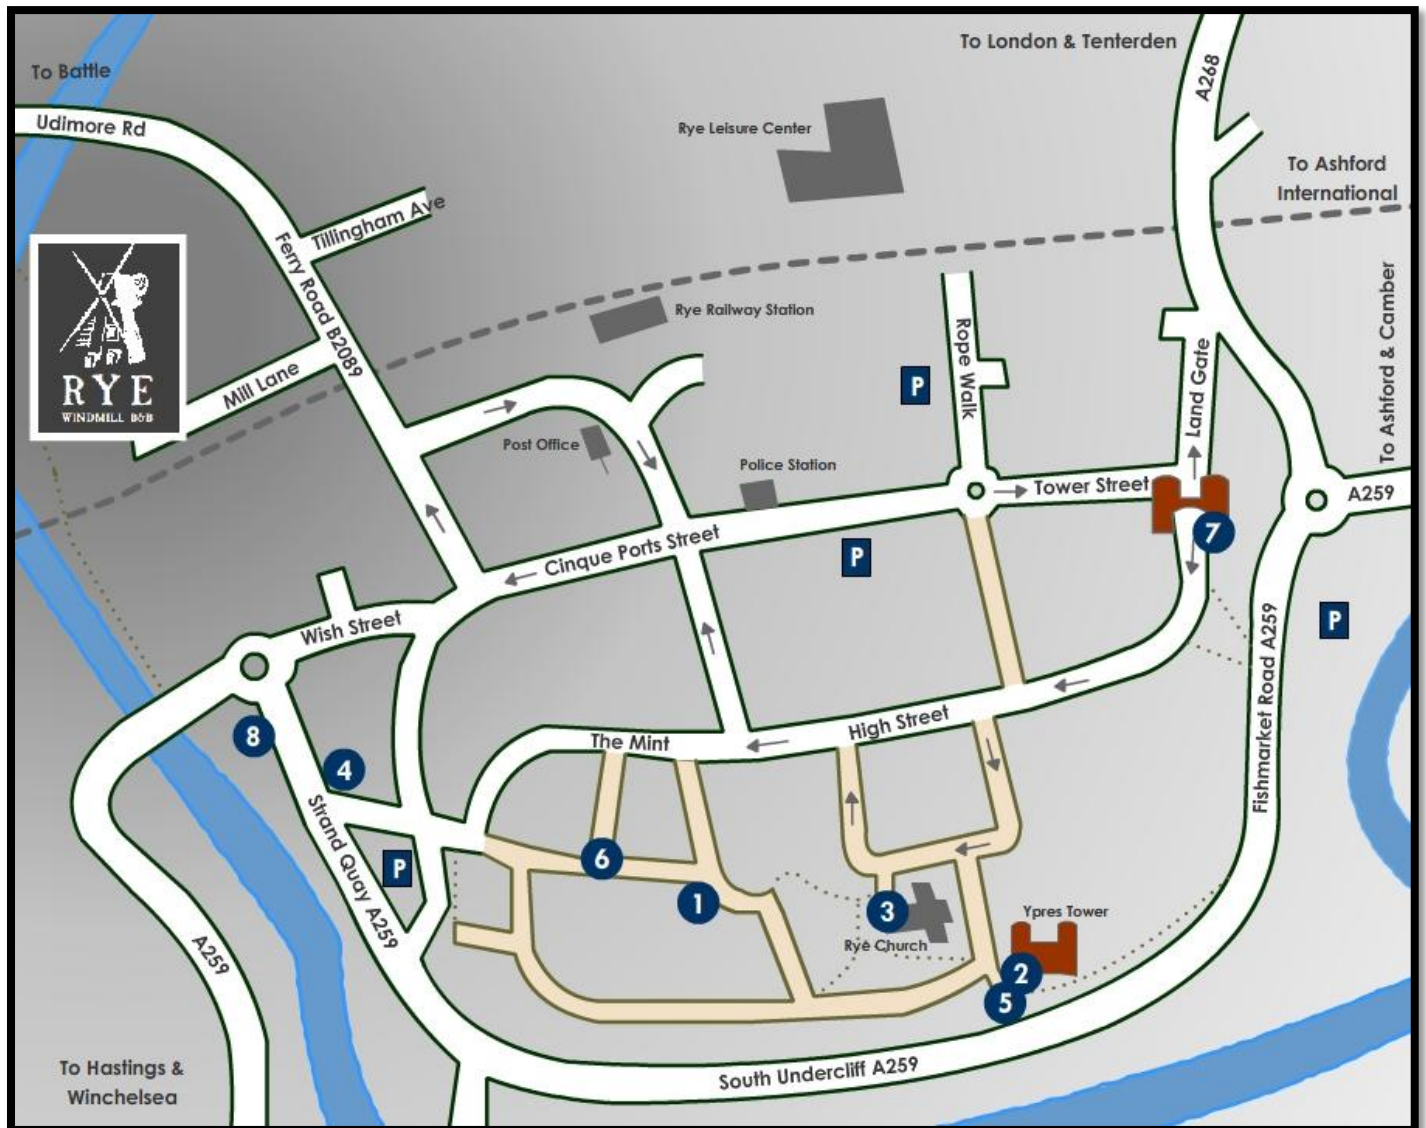 To London & Tenterden
A268
To Battle
Udimore Rd
Rye Leisure Center
To Ashford
International
Tillingham Ave
Ferry Road B2089
RYE
WINDMILL B&B
Mill Lane
Rye Railway Station
Rope Walk
P
Land Gate
To Ashford & Camber
Post Office
Police Station
Tower Street
A259
7
Cinque Ports Street
P
P
Wish Street
Fishmarket Road A259
8
4
The Mint
High Street
Strand Quay A259
P
6
1
3
Rye Church
Ypres Tower
2
5
A259
To Hastings &
Winchelsea
South Undercliff A259